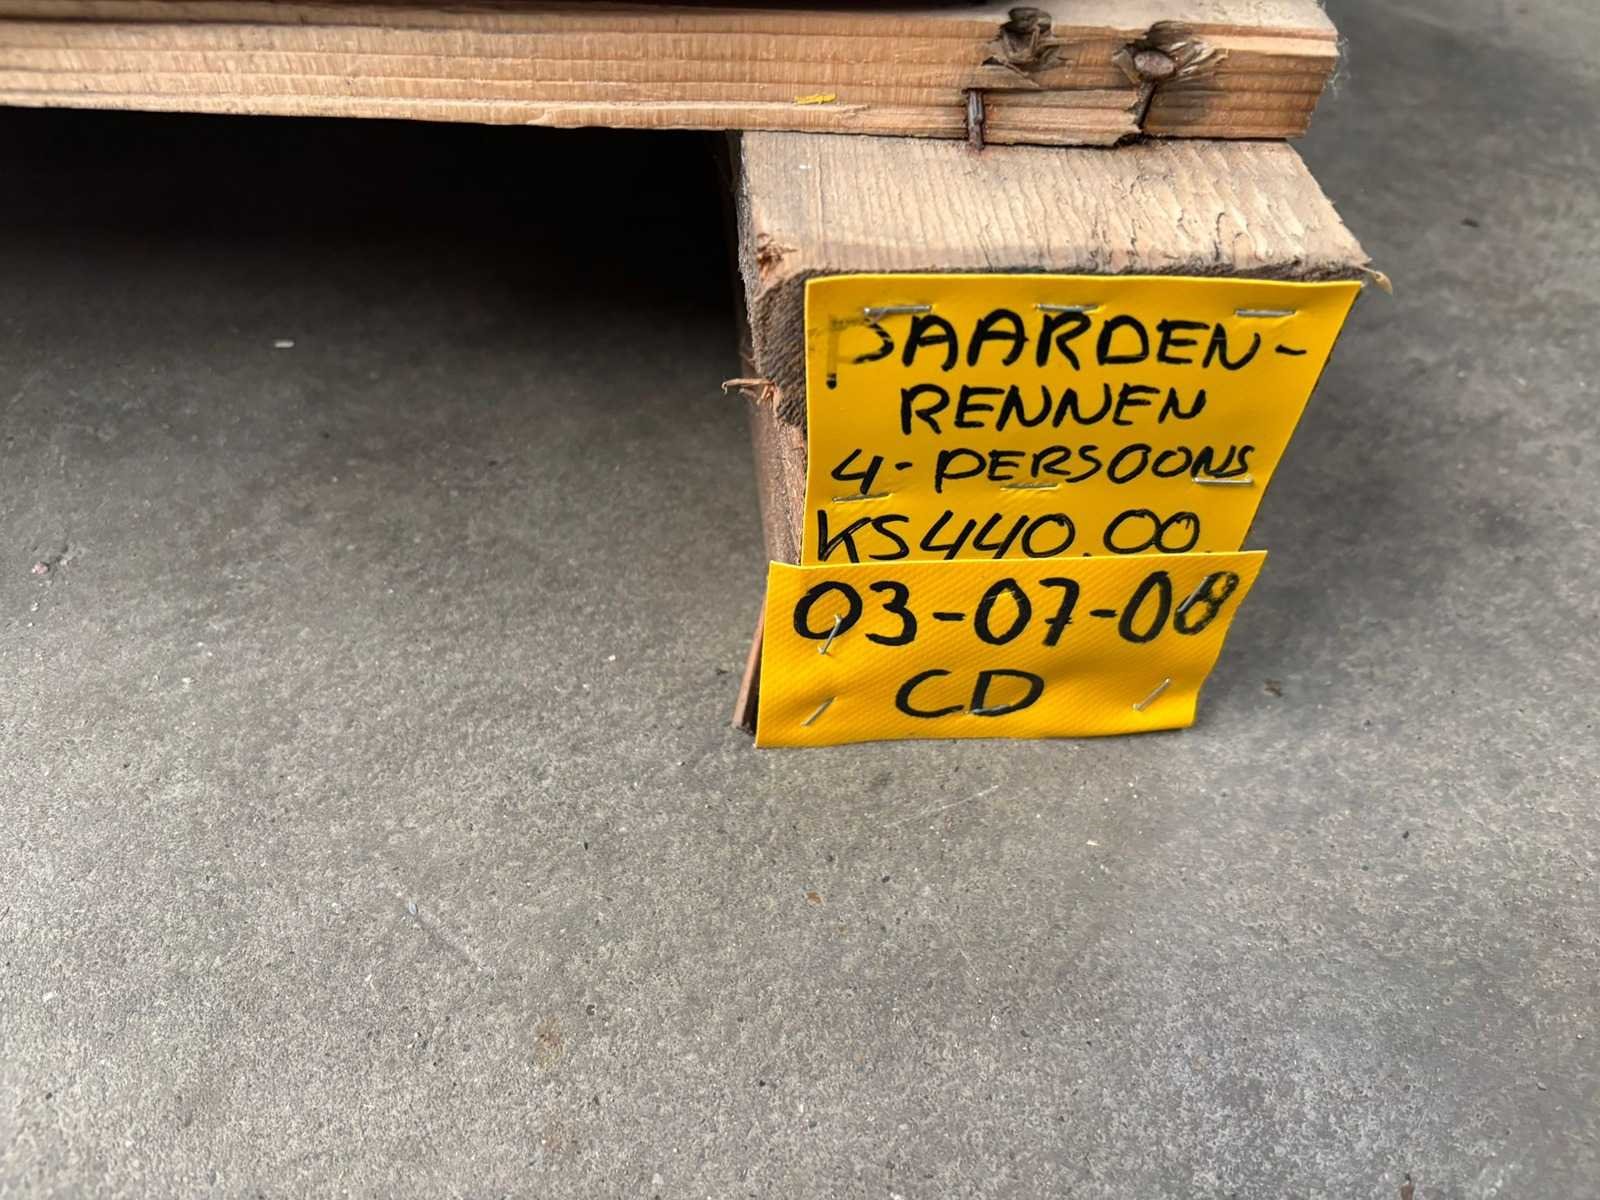 PAARDEN-
RENNEN
4-PERSOONS
KS440.00.
03-07-08
CD